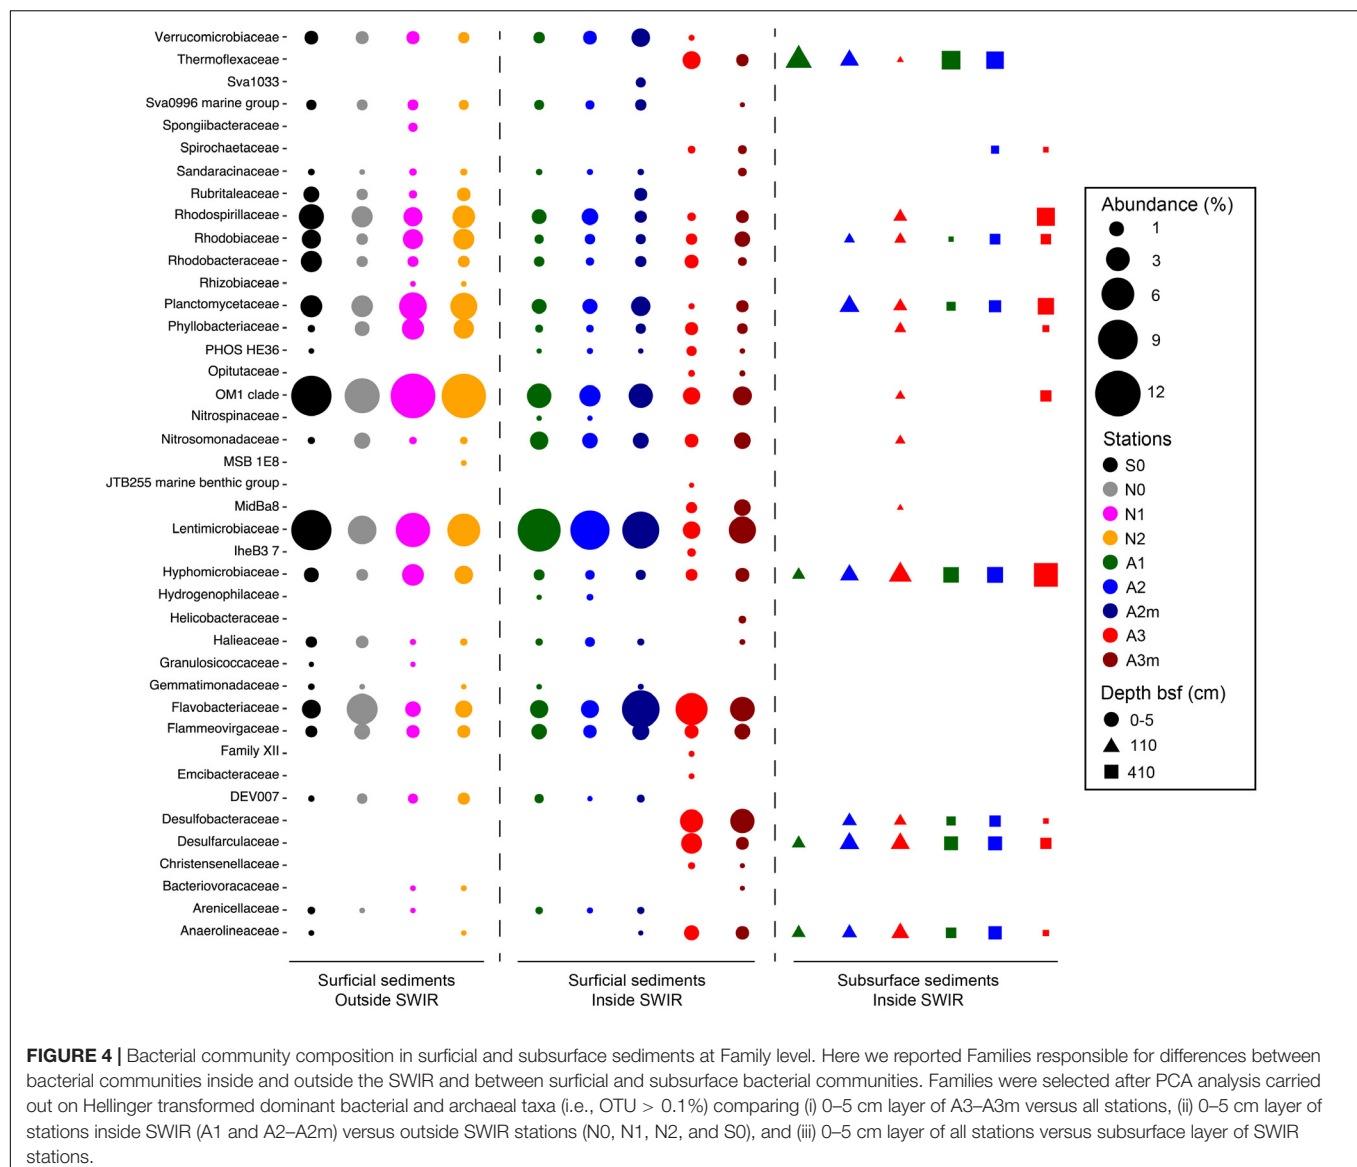 Verrucomicrobiaceae
Thermoflexaceae
Sva1033
Sva0996 marine group
Spongiibacteraceae
Spirochaetaceae
Sandaracinaceae
Rubritaleaceae
Rhodospirillaceae
Rhodobiaceae
Rhodobacteraceae
Rhizobiaceae
Planctomycetaceae
Phyllobacteriaceae
PHOS HE36
Opitutaceae
OM1 clade
Nitrospinaceae
Nitrosomonadaceae
MSB 1E8
JTB255 marine benthic group
MidBa8
Lentimicrobiaceae
IheB3 7
Hyphomicrobiaceae
Hydrogenophilaceae
Helicobacteraceae
Halieaceae
Granulosicoccaceae
Gemmatimonadaceae
Flavobacteriaceae
Flammeovirgaceae
Family XII
Emcibacteraceae
DEV007
Desulfobacteraceae
Desulfarculaceae
Christensenellaceae
Bacteriovoracaceae
Arenicellaceae
Anaerolineaceae
Surficial sediments
Outside SWIR
Surficial sediments
Inside SWIR
Subsurface sediments
Inside SWIR
Abundance (%)
1
3
6
9
12
Stations
S0
N0
N1
N2
A1
A2
A2m
A3
A3m
Depth bsf (cm)
0-5
110
410
FIGURE 4 | Bacterial community composition in surficial and subsurface sediments at Family level. Here we reported Families responsible for differences between
bacterial communities inside and outside the SWIR and between surficial and subsurface bacterial communities. Families were selected after PCA analysis carried
out on Hellinger transformed dominant bacterial and archaeal taxa (i.e., OTU > 0.1%) comparing (i) 0–5 cm layer of A3–A3m versus all stations, (ii) 0–5 cm layer of
stations inside SWIR (A1 and A2–A2m) versus outside SWIR stations (N0, N1, N2, and S0), and (iii) 0–5 cm layer of all stations versus subsurface layer of SWIR
stations.